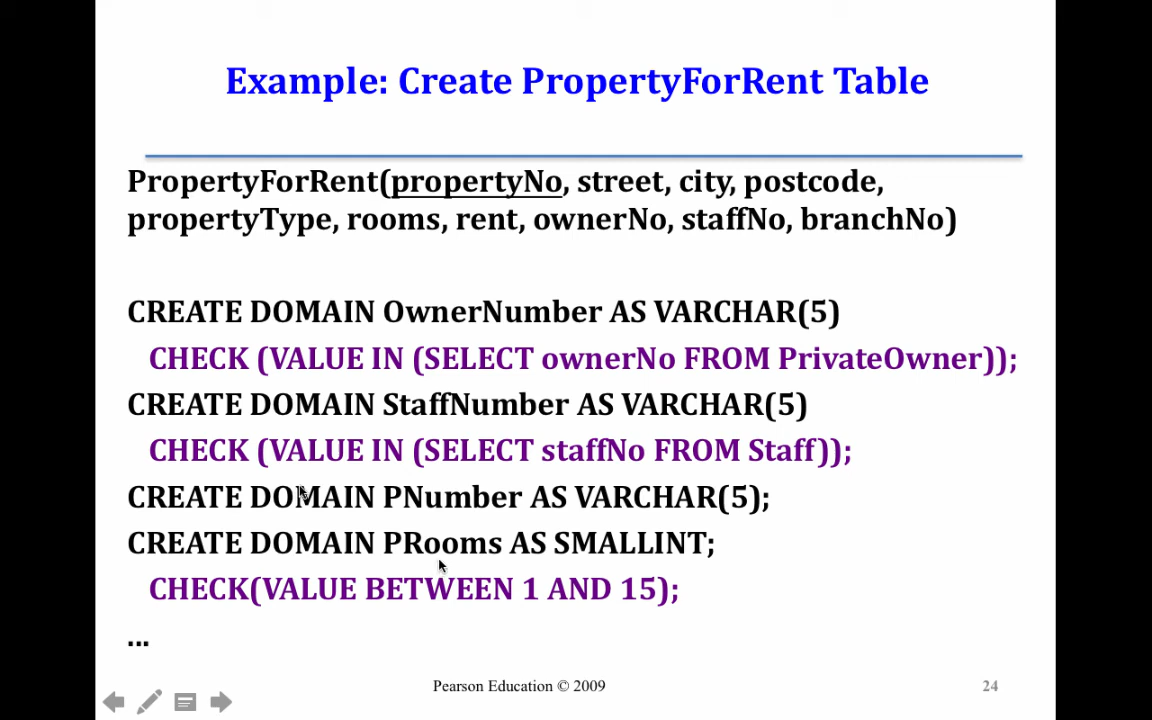 Example: Create PropertyForRent Table
PropertyForRent(propertyNo, street, city, postcode,
propertyType, rooms, rent, ownerNo, staffNo, branchNo)
CREATE DOMAIN OwnerNumber AS VARCHAR(5)
CHECK (VALUE IN (SELECT ownerNo FROM PrivateOwner));
CREATE DOMAIN StaffNumber AS VARCHAR(5)
CHECK (VALUE IN (SELECT staffNo FROM Staff));
CREATE DOMAIN PNumber AS VARCHAR(5);
CREATE DOMAIN PRooms AS SMALLINT;
CHECK(VALUE BETWEEN 1 AND 15);
...
Pearson Education © 2009
24